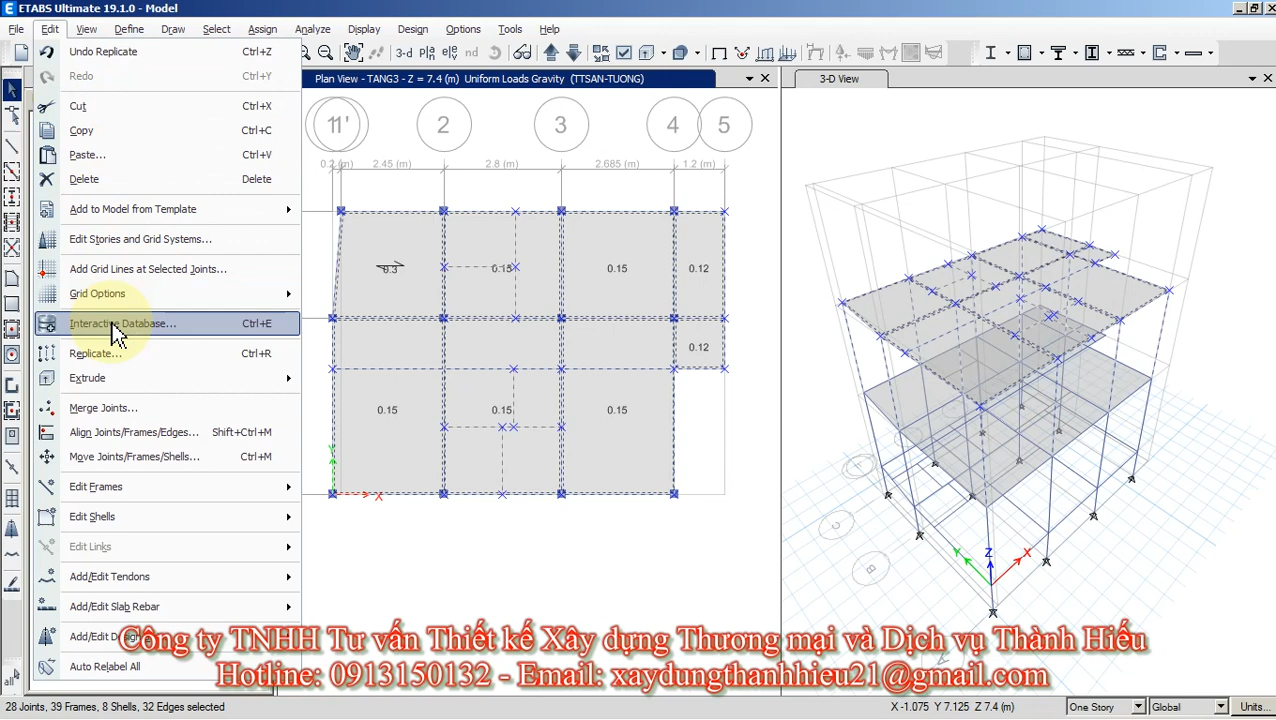 ETABS Ultimate 19.1.0 - Model
File Edit View Define Draw Select Assign Analyze Display Design Options Tools Help
Undo Replicate Ctrl+Z
Redo Ctrl+Y
Cut Ctrl+X
Copy Ctrl+C
Paste... Ctrl+V
Delete Delete
Add to Model from Template
Edit Stories and Grid Systems...
Add Grid Lines at Selected Joints...
Grid Options
Interactive Database... Ctrl+E
Replicate... Ctrl+R
Extrude
Merge Joints...
Align Joints/Frames/Edges... Shift+Ctrl+M
Move Joints/Frames/Shells... Ctrl+M
Edit Frames
Edit Shells
Edit Links
Add/Edit Tendons
Add/Edit Slab Rebar
Auto Relabel All
3-d
Plan View - TANG3 - Z = 7.4 (m) Uniform Loads Gravity (TTSAN-TUONG)
3-D View
1 1' 2 3 4 5
2.45 (m) 2.8 (m) 2.685 (m) 1.2 (m)
0.3 0.15 0.15 0.12
0.12
0.15 0.15 0.15
Y
X
Y Z X
C
B
A
Công ty TNHH Tư vấn Thiết kế Xây dựng Thương mại và Dịch vụ Thành Hiếu
Hotline: 0913150132 - Email: xaydungthanhhieu21@gmail.com
28 Joints, 39 Frames, 8 Shells, 32 Edges selected
X -1.075 Y 7.125 Z 7.4 (m)
One Story
Global
Units...